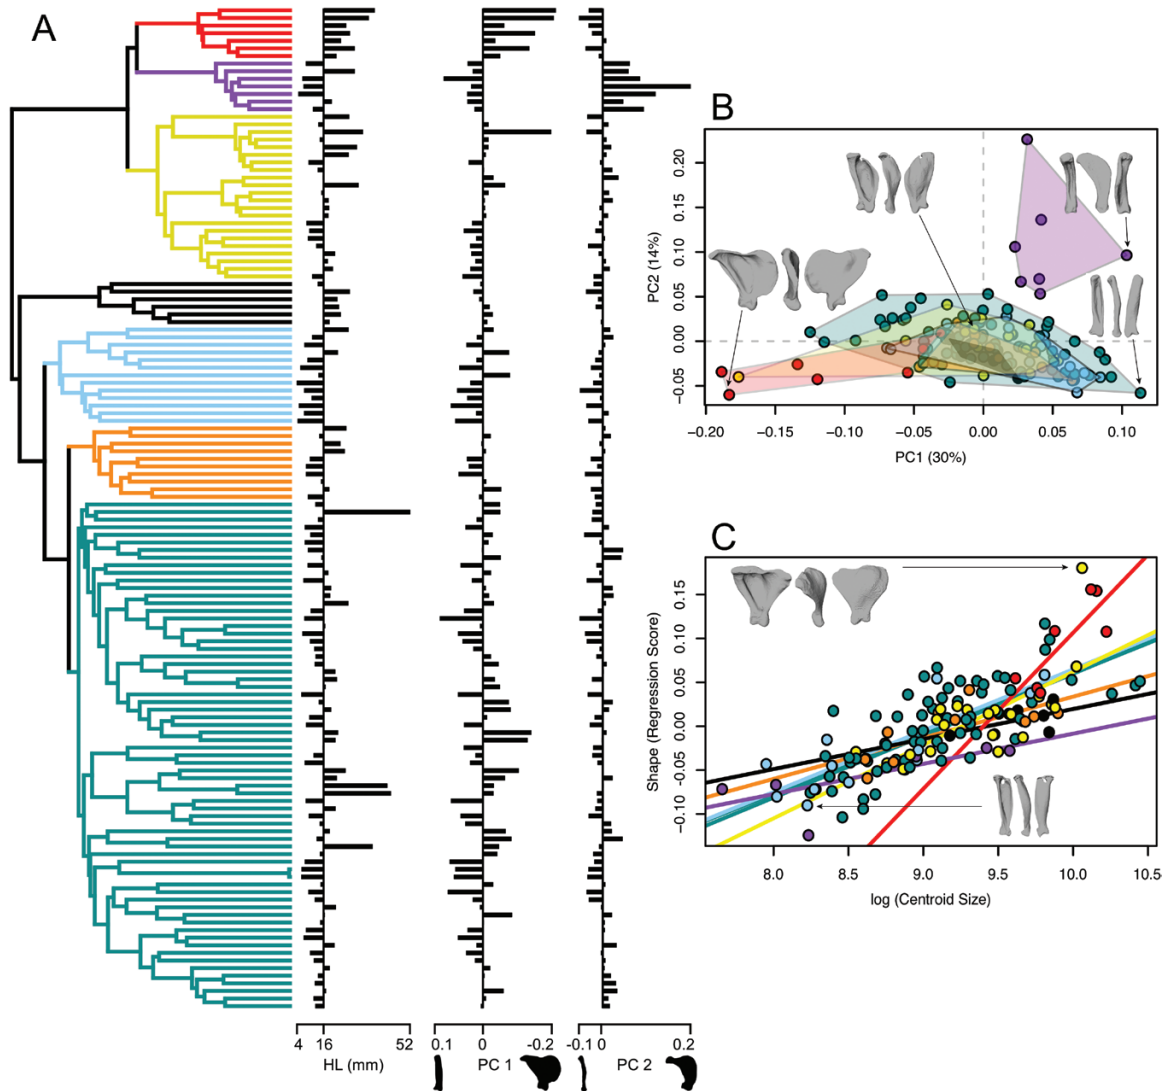 A
4 16 52
HL (mm)
0.1 0 -0.2
PC 1
-0.1 0 0.2
PC 2
B
0.20
0.15
0.10
0.05
0.00
−0.05
PC2 (14%)
−0.20 −0.15 −0.10 −0.05 0.00 0.05 0.10
PC1 (30%)
C
0.15
0.10
0.05
0.00
−0.05
−0.10
Shape (Regression Score)
8.0 8.5 9.0 9.5 10.0 10.5
log (Centroid Size)